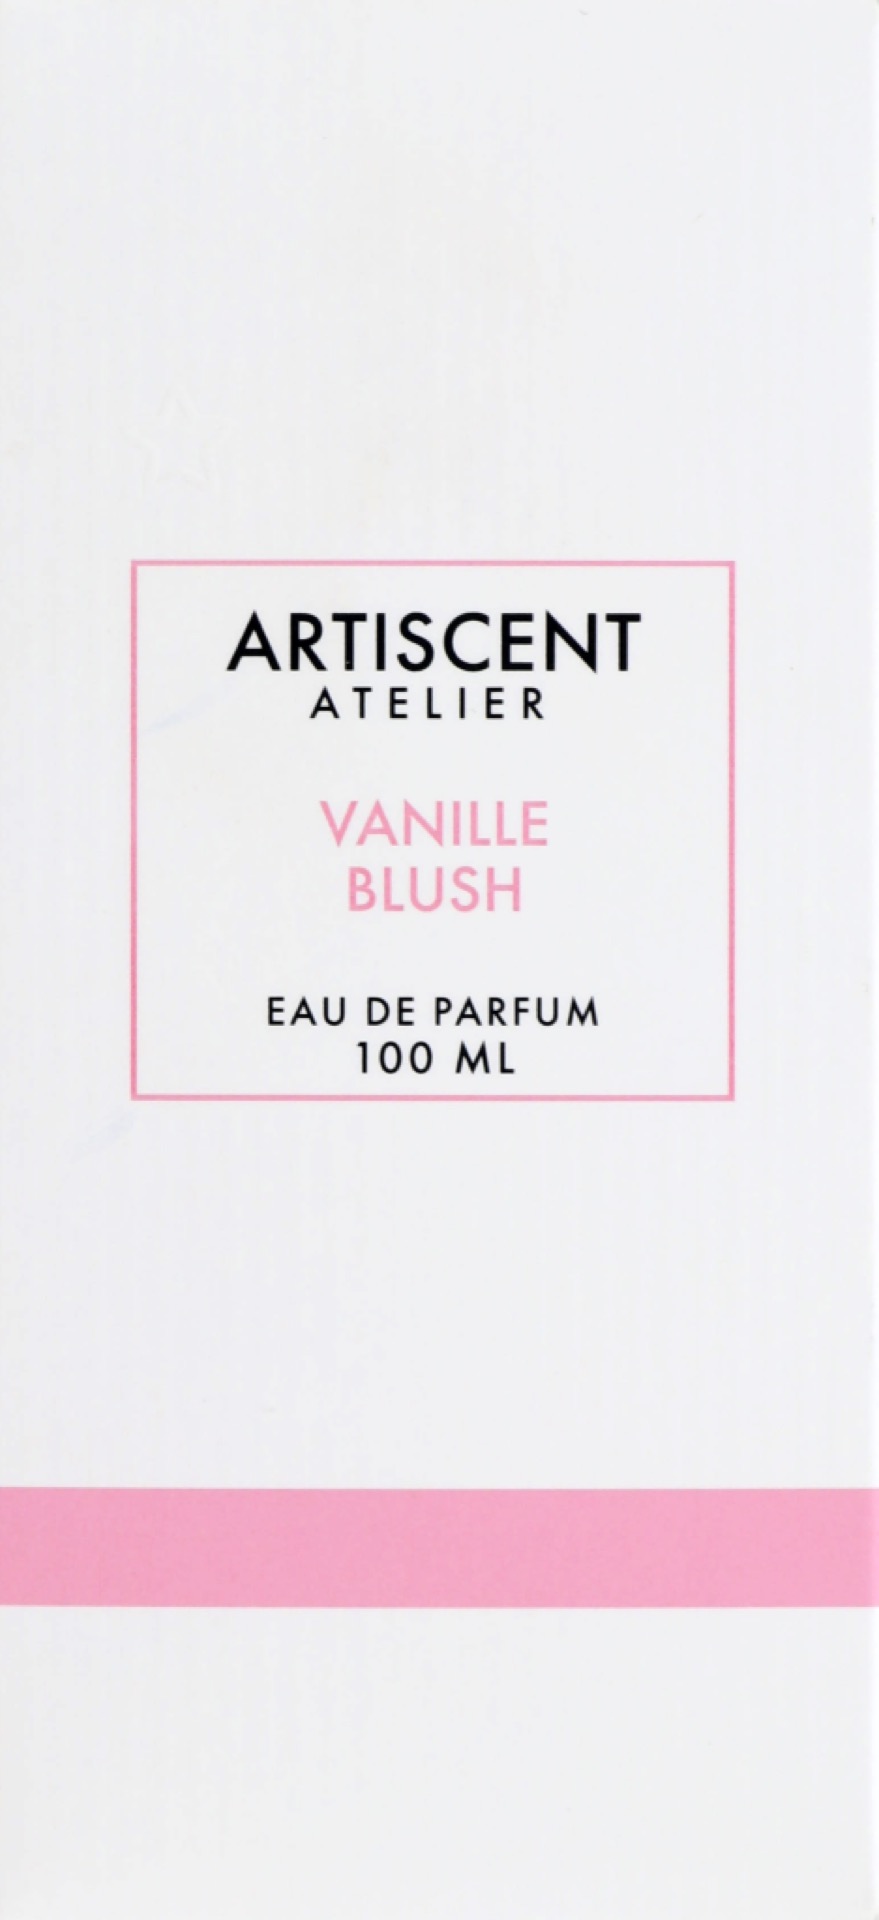 ARTISCENT
ATELIER
VANILLE
BLUSH
EAU DE PARFUM
100 ML